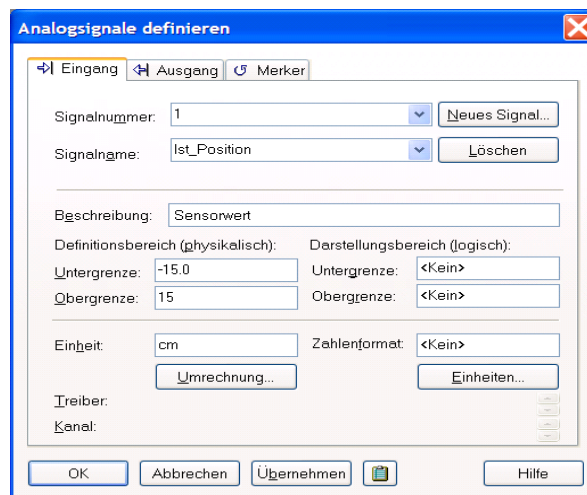 Analogsignale definieren
Eingang Ausgang Merker
Signalnummer: 1 Neues Signal...
Signalname: Ist_Position Löschen
Beschreibung: Sensorwert
Definitionsbereich (physikalisch): Darstellungsbereich (logisch):
Untergrenze: -15.0 Untergrenze: <Kein>
Obergrenze: 15 Obergrenze: <Kein>
Einheit: cm Zahlenformat: <Kein>
Umrechnung... Einheiten...
Treiber:
Kanal:
OK Abbrechen Übernehmen Hilfe